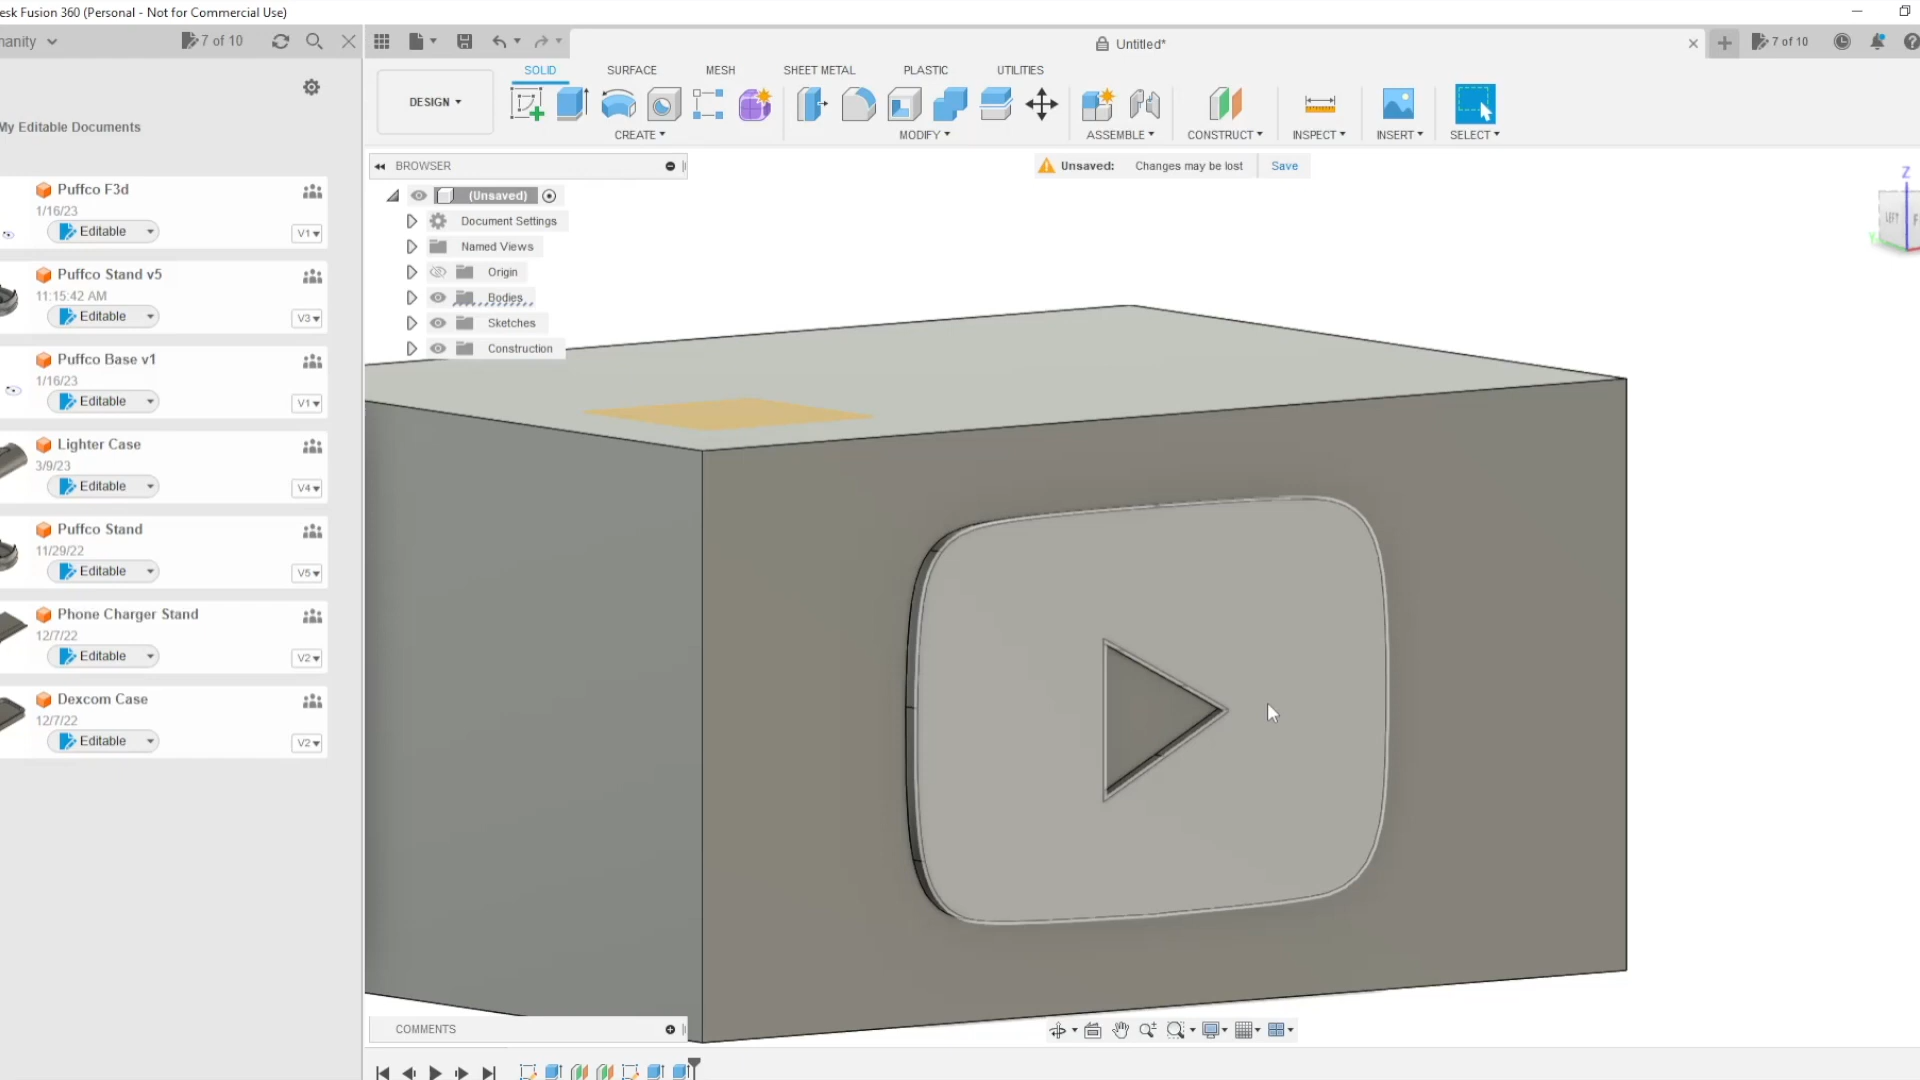 esk Fusion 360 (Personal - Not for Commercial Use)
nanity
7 of 10
Untitled*
7 of 10
SOLID
SURFACE
MESH
SHEET METAL
PLASTIC
UTILITIES
DESIGN
CREATE
MODIFY
ASSEMBLE
CONSTRUCT
INSPECT
INSERT
SELECT
My Editable Documents
Puffco F3d
1/16/23
Editable
V1
Puffco Stand v5
11:15:42 AM
Editable
V3
Puffco Base v1
1/16/23
Editable
V1
Lighter Case
3/9/23
Editable
V4
Puffco Stand
11/29/22
Editable
V5
Phone Charger Stand
12/7/22
Editable
V2
Dexcom Case
12/7/22
Editable
V2
BROWSER
(Unsaved)
Document Settings
Named Views
Origin
Bodies
Sketches
Construction
Unsaved: Changes may be lost Save
Z
LEFT
F
Y
COMMENTS